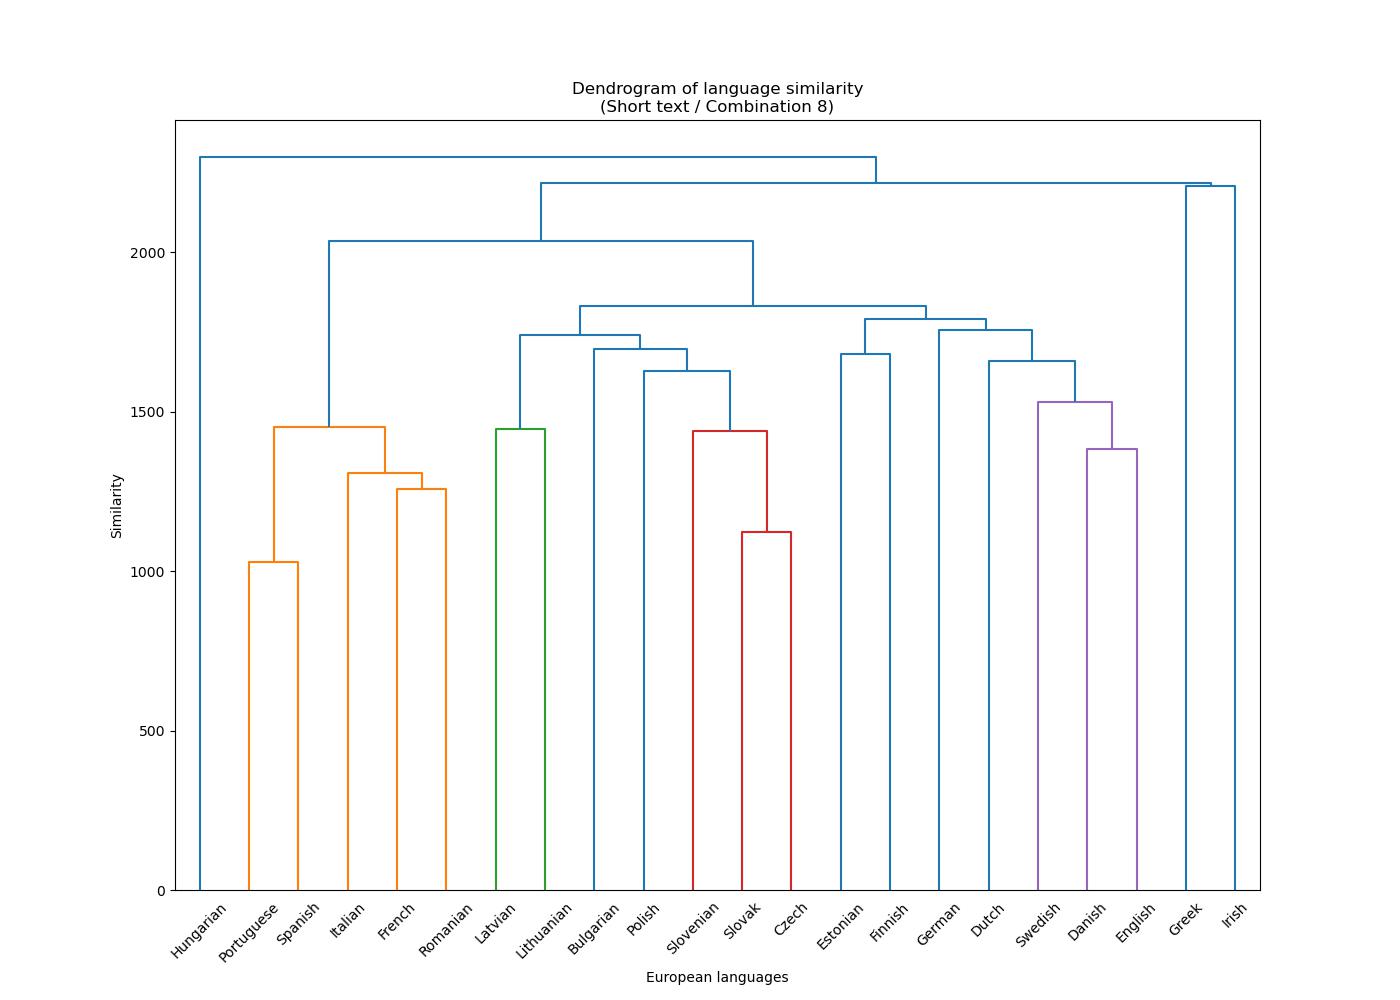 Dendrogram of language similarity
(Short text / Combination 8)
2000
1500
1000
500
0
Similarity
Hungarian
Portuguese
Spanish
Italian
French
Romanian
Latvian
Lithuanian
Bulgarian
Polish
Slovenian
Slovak
Czech
Estonian
Finnish
German
Dutch
Swedish
Danish
English
Greek
Irish
European languages